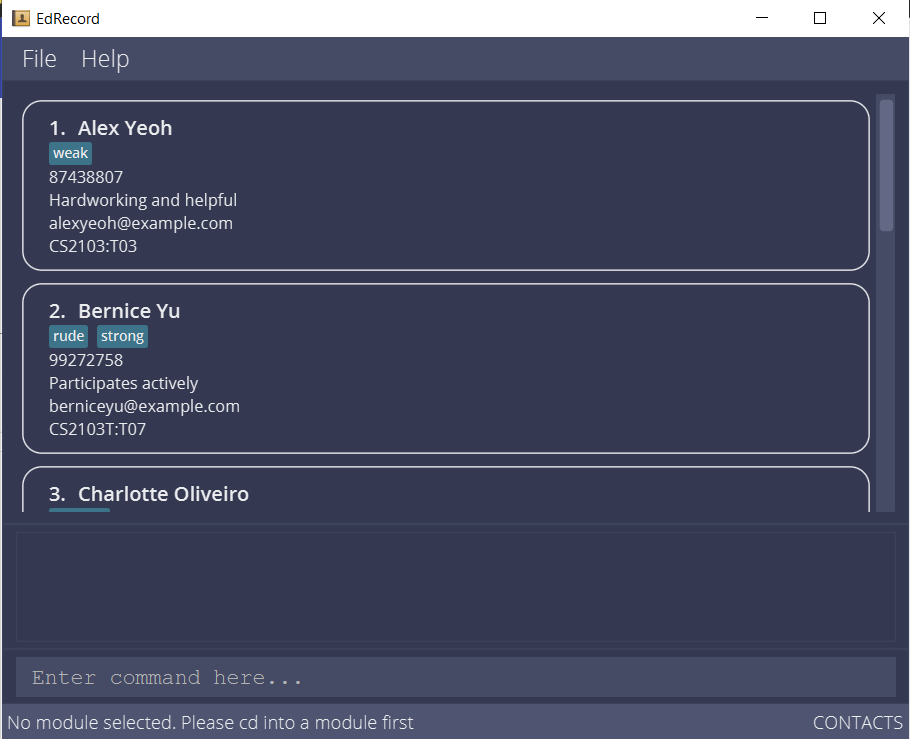 EdRecord
File Help
1. Alex Yeoh
weak
87438807
Hardworking and helpful
alexyeoh@example.com
CS2103:T03
2. Bernice Yu
rude strong
99272758
Participates actively
berniceyu@example.com
CS2103T:T07
3. Charlotte Oliveiro
Enter command here...
No module selected. Please cd into a module first CONTACTS